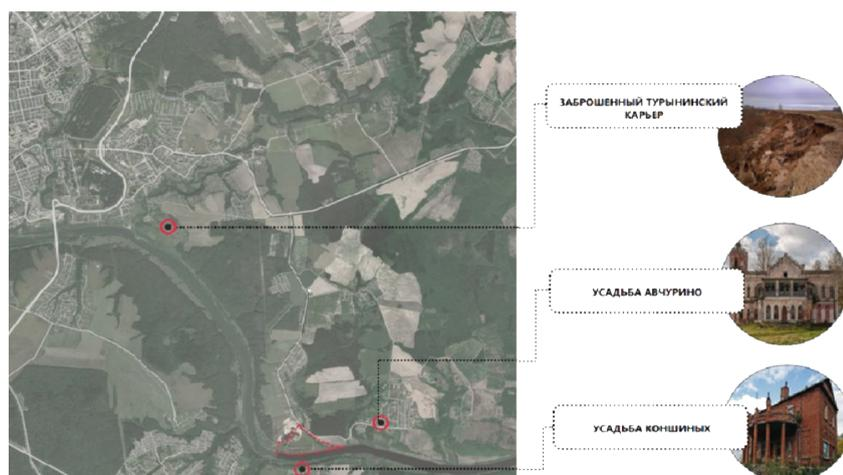 ЗАБРОШЕННЫЙ ТУРЫНИНСКИЙ
КАРЬЕР
УСАДЬБА АВЧУРИНО
УСАДЬБА КОНШИНЫХ